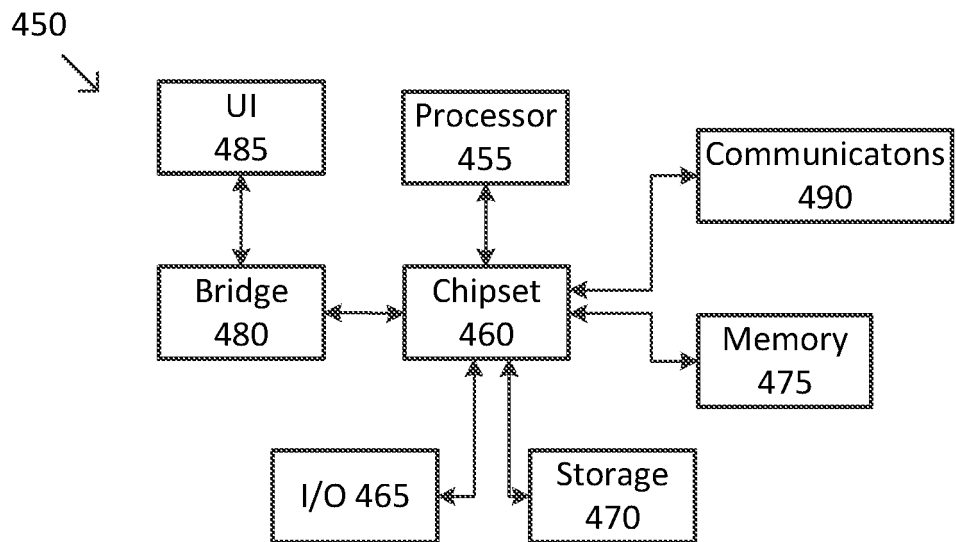 450
UI
485
Processor
455
Communicatons
490
Bridge
480
Chipset
460
Memory
475
I/O 465
Storage
470